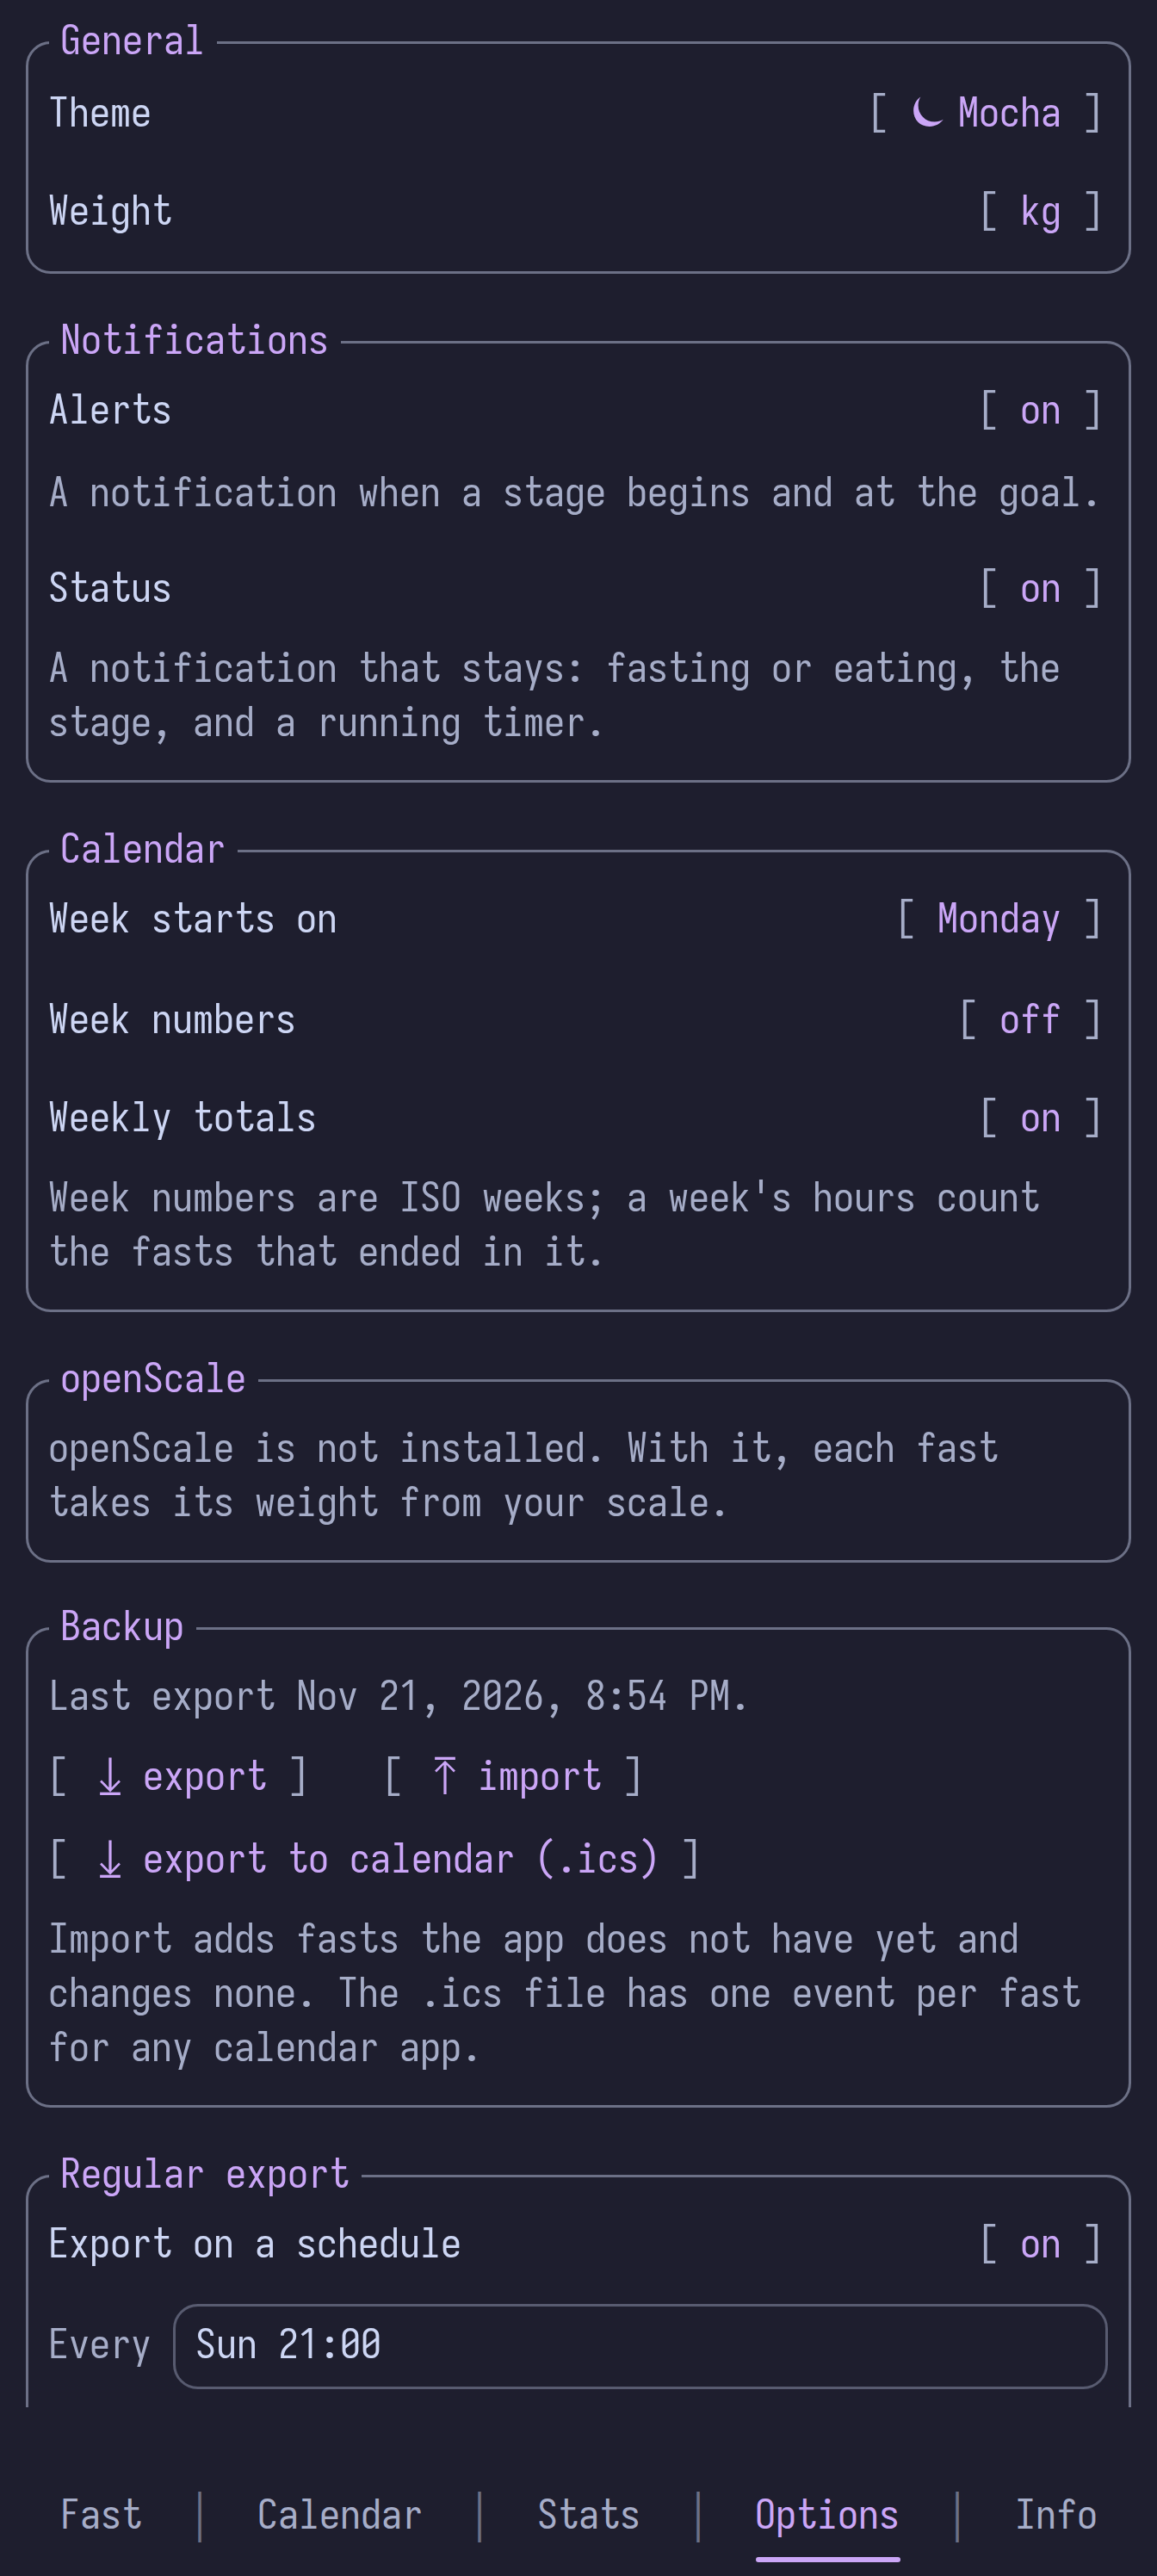 General
Theme [ Mocha ]
Weight [ kg ]
Notifications
Alerts [ on ]
A notification when a stage begins and at the goal.
Status [ on ]
A notification that stays: fasting or eating, the
stage, and a running timer.
Calendar
Week starts on [ Monday ]
Week numbers [ off ]
Weekly totals [ on ]
Week numbers are ISO weeks; a week's hours count
the fasts that ended in it.
openScale
openScale is not installed. With it, each fast
takes its weight from your scale.
Backup
Last export Nov 21, 2026, 8:54 PM.
[ ↓ export ] [ ↑ import ]
[ ↓ export to calendar (.ics) ]
Import adds fasts the app does not have yet and
changes none. The .ics file has one event per fast
for any calendar app.
Regular export
Export on a schedule [ on ]
Every Sun 21:00
Fast | Calendar | Stats | Options | Info